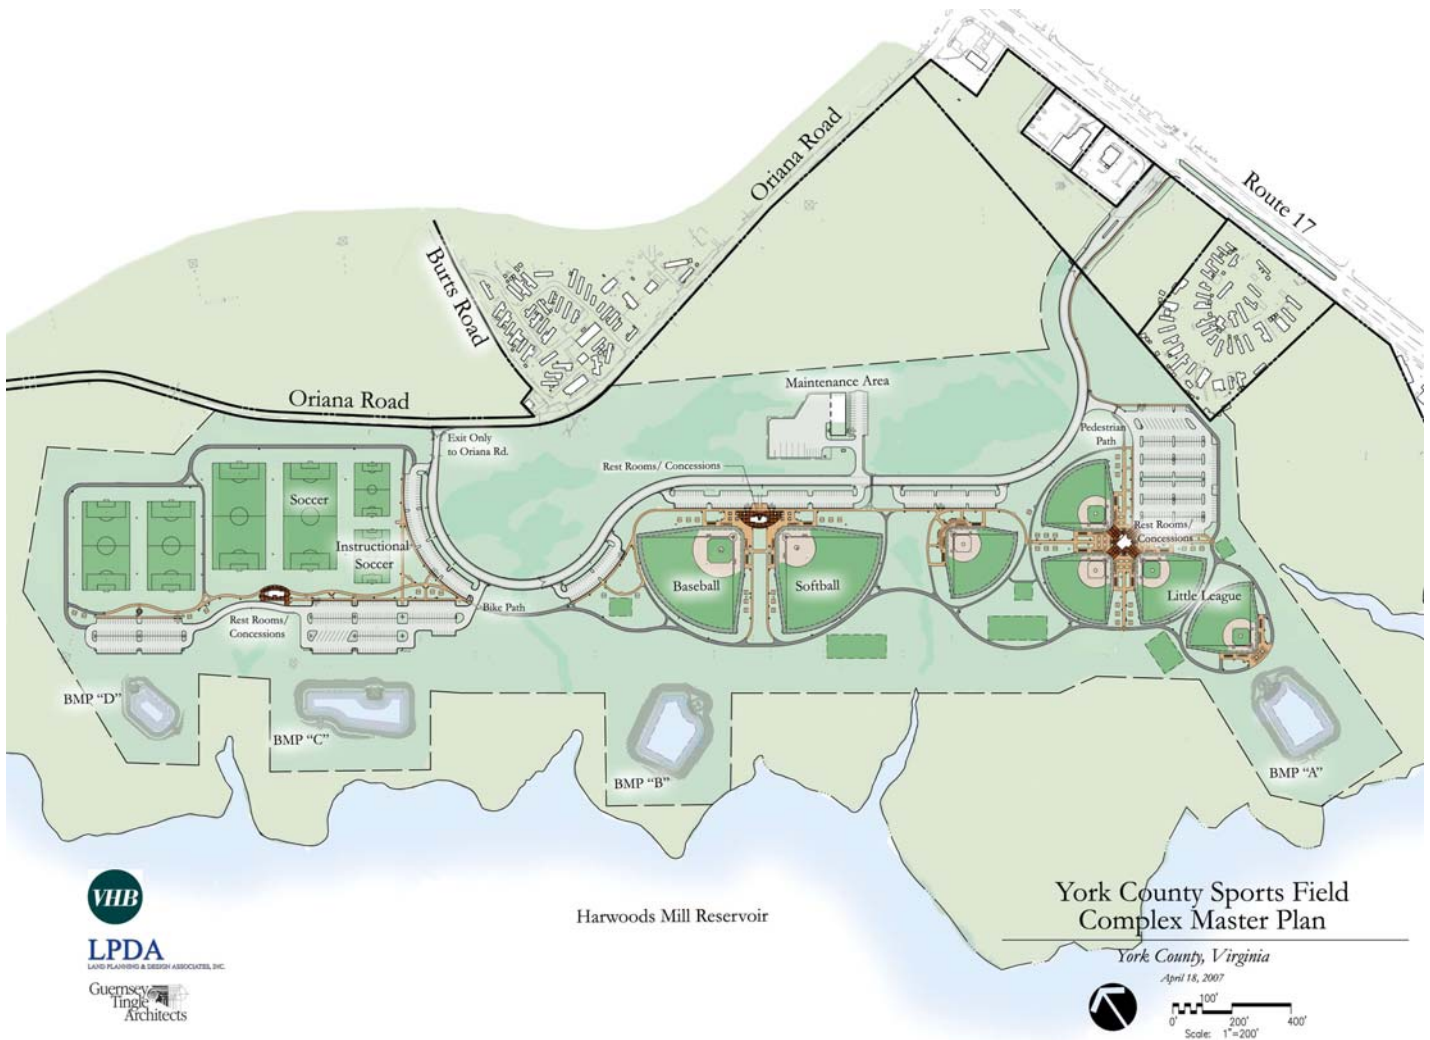 Oriana Road
Route 17
Burts Road
Oriana Road
Maintenance Area
Exit Only
to Oriana Rd.
Pedestrian
Path
Rest Rooms/ Concessions
Soccer
Instructional
Soccer
Rest Rooms/
Concessions
Baseball
Softball
Little League
Bike Path
Rest Rooms/
Concessions
BMP “D”
BMP “C”
BMP “B”
BMP “A”
VHB
LPDA
LAND PLANNING & DESIGN ASSOCIATES, INC.
Guernsey
Tingle
Architects
Harwoods Mill Reservoir
York County Sports Field
Complex Master Plan
York County, Virginia
April 18, 2007
100'
0' 200' 400'
Scale: 1"=200'